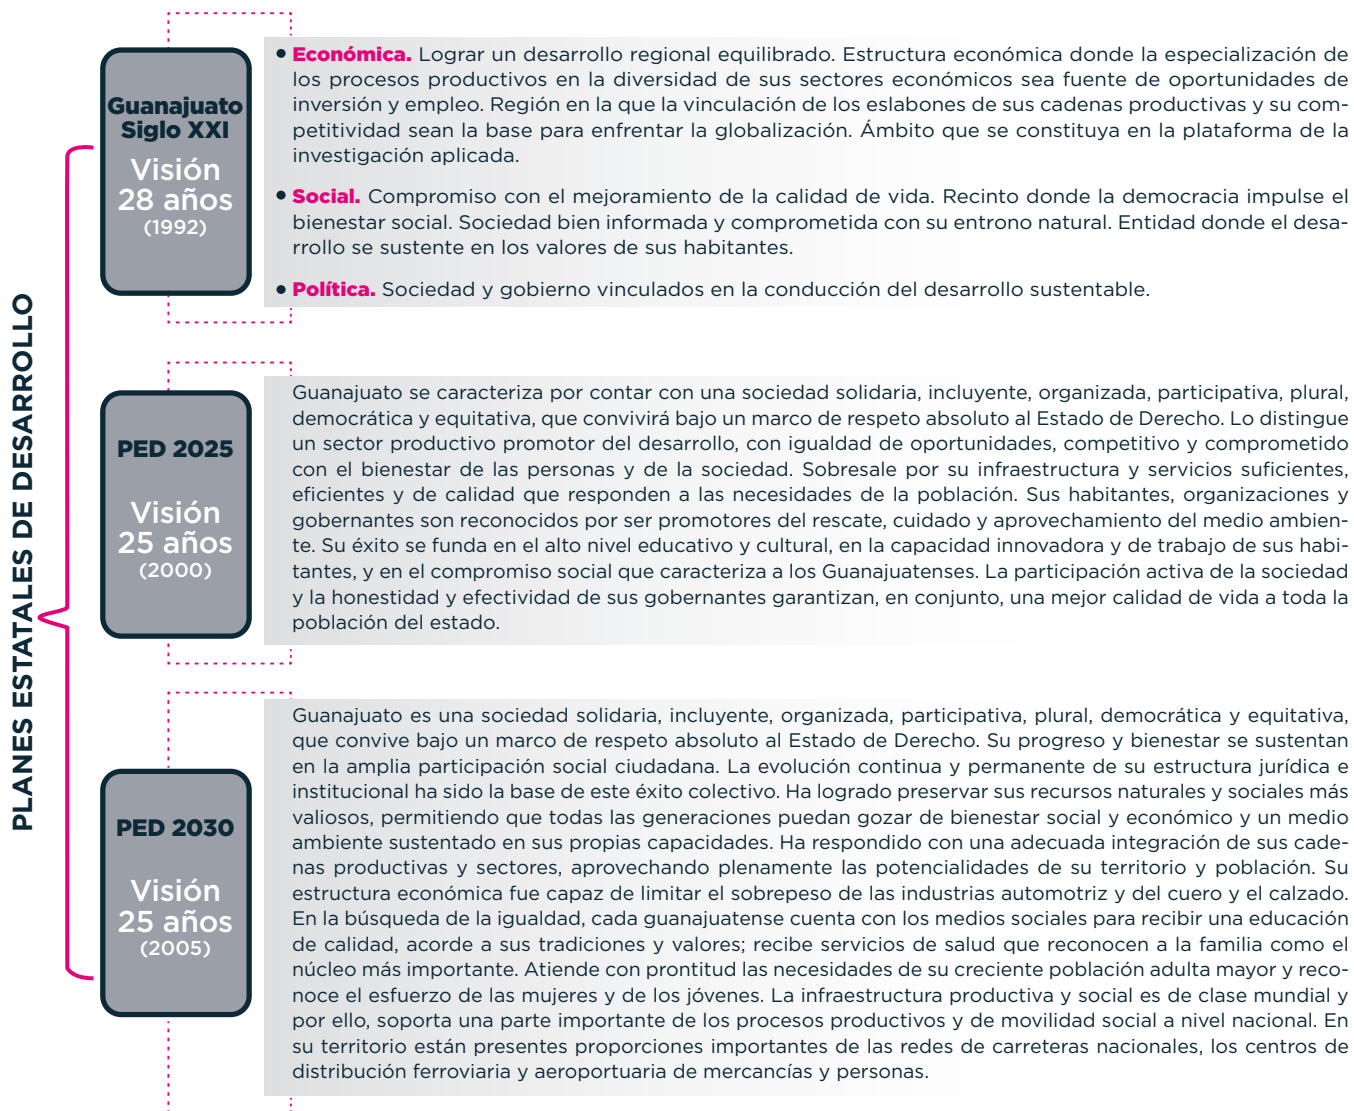 PLANES ESTATALES DE DESARROLLO
Guanajuato
Siglo XXI
Visión
28 años
(1992)
• Económica. Lograr un desarrollo regional equilibrado. Estructura económica donde la especialización de
los procesos productivos en la diversidad de sus sectores económicos sea fuente de oportunidades de
inversión y empleo. Región en la que la vinculación de los eslabones de sus cadenas productivas y su com-
petitividad sean la base para enfrentar la globalización. Ámbito que se constituya en la plataforma de la
investigación aplicada.
• Social. Compromiso con el mejoramiento de la calidad de vida. Recinto donde la democracia impulse el
bienestar social. Sociedad bien informada y comprometida con su entrono natural. Entidad donde el desa-
rrollo se sustente en los valores de sus habitantes.
• Política. Sociedad y gobierno vinculados en la conducción del desarrollo sustentable.
PED 2025
Visión
25 años
(2000)
Guanajuato se caracteriza por contar con una sociedad solidaria, incluyente, organizada, participativa, plural,
democrática y equitativa, que convivirá bajo un marco de respeto absoluto al Estado de Derecho. Lo distingue
un sector productivo promotor del desarrollo, con igualdad de oportunidades, competitivo y comprometido
con el bienestar de las personas y de la sociedad. Sobresale por su infraestructura y servicios suficientes,
eficientes y de calidad que responden a las necesidades de la población. Sus habitantes, organizaciones y
gobernantes son reconocidos por ser promotores del rescate, cuidado y aprovechamiento del medio ambien-
te. Su éxito se funda en el alto nivel educativo y cultural, en la capacidad innovadora y de trabajo de sus habi-
tantes, y en el compromiso social que caracteriza a los Guanajuatenses. La participación activa de la sociedad
y la honestidad y efectividad de sus gobernantes garantizan, en conjunto, una mejor calidad de vida a toda la
población del estado.
PED 2030
Visión
25 años
(2005)
Guanajuato es una sociedad solidaria, incluyente, organizada, participativa, plural, democrática y equitativa,
que convive bajo un marco de respeto absoluto al Estado de Derecho. Su progreso y bienestar se sustentan
en la amplia participación social ciudadana. La evolución continua y permanente de su estructura jurídica e
institucional ha sido la base de este éxito colectivo. Ha logrado preservar sus recursos naturales y sociales más
valiosos, permitiendo que todas las generaciones puedan gozar de bienestar social y económico y un medio
ambiente sustentado en sus propias capacidades. Ha respondido con una adecuada integración de sus cade-
nas productivas y sectores, aprovechando plenamente las potencialidades de su territorio y población. Su
estructura económica fue capaz de limitar el sobrepeso de las industrias automotriz y del cuero y el calzado.
En la búsqueda de la igualdad, cada guanajuatense cuenta con los medios sociales para recibir una educación
de calidad, acorde a sus tradiciones y valores; recibe servicios de salud que reconocen a la familia como el
núcleo más importante. Atiende con prontitud las necesidades de su creciente población adulta mayor y reco-
noce el esfuerzo de las mujeres y de los jóvenes. La infraestructura productiva y social es de clase mundial y
por ello, soporta una parte importante de los procesos productivos y de movilidad social a nivel nacional. En
su territorio están presentes proporciones importantes de las redes de carreteras nacionales, los centros de
distribución ferroviaria y aeroportuaria de mercancías y personas.